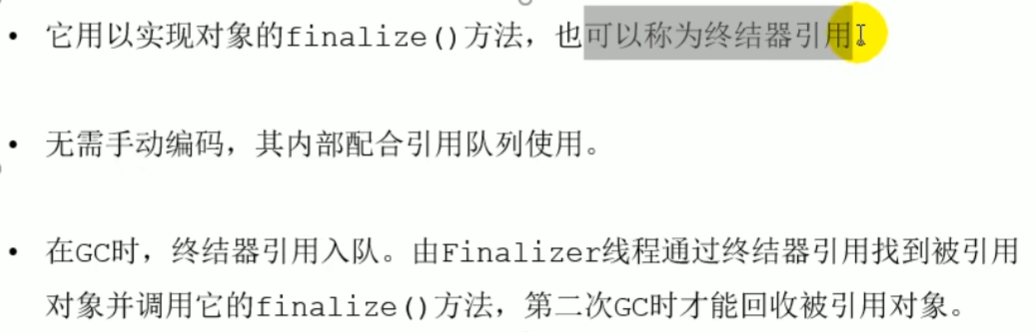 • 它用以实现对象的finalize()方法，也可以称为终结器引用
• 无需手动编码，其内部配合引用队列使用。
• 在GC时，终结器引用入队。由Finalizer线程通过终结器引用找到被引用
对象并调用它的finalize()方法，第二次GC时才能回收被引用对象。